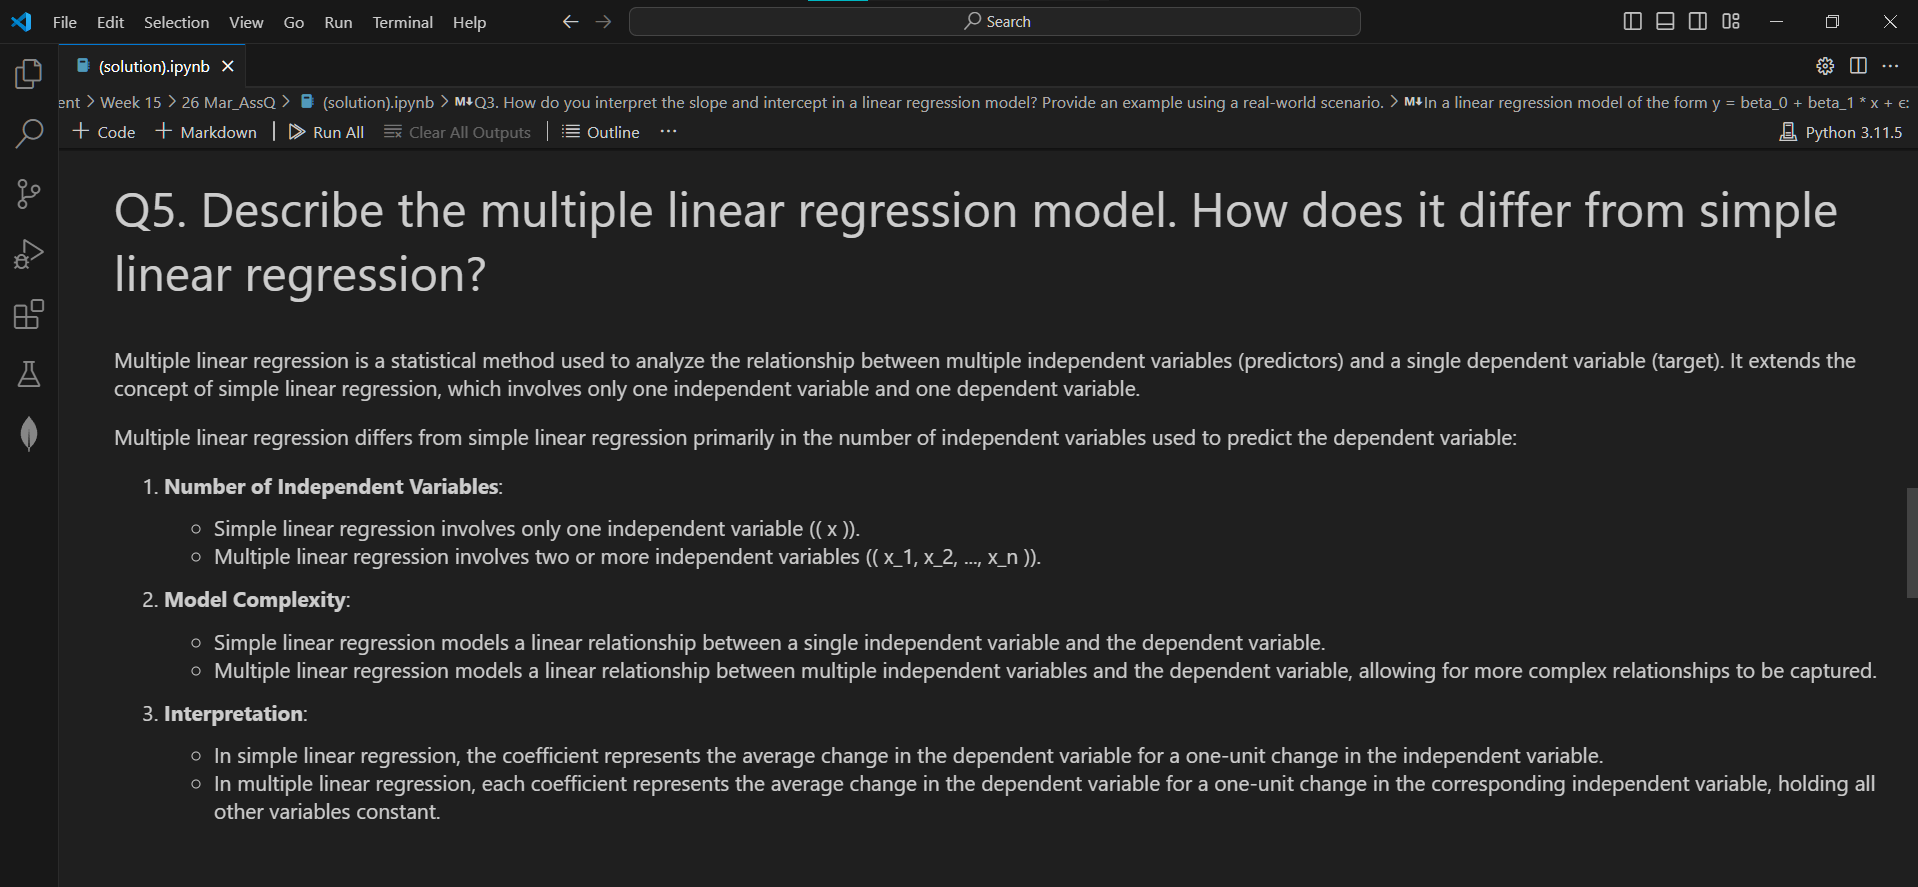 File Edit Selection View Go Run Terminal Help
Search
(solution).ipynb
ent > Week 15 > 26 Mar_AssQ > (solution).ipynb > M↓Q3. How do you interpret the slope and intercept in a linear regression model? Provide an example using a real-world scenario. > M↓In a linear regression model of the form y = beta_0 + beta_1 * x + ϵ:
+ Code + Markdown | Run All Clear All Outputs | Outline ...
Python 3.11.5
Q5. Describe the multiple linear regression model. How does it differ from simple
linear regression?
Multiple linear regression is a statistical method used to analyze the relationship between multiple independent variables (predictors) and a single dependent variable (target). It extends the
concept of simple linear regression, which involves only one independent variable and one dependent variable.
Multiple linear regression differs from simple linear regression primarily in the number of independent variables used to predict the dependent variable:
1. Number of Independent Variables:
○ Simple linear regression involves only one independent variable (( x )).
○ Multiple linear regression involves two or more independent variables (( x_1, x_2, ..., x_n )).
2. Model Complexity:
○ Simple linear regression models a linear relationship between a single independent variable and the dependent variable.
○ Multiple linear regression models a linear relationship between multiple independent variables and the dependent variable, allowing for more complex relationships to be captured.
3. Interpretation:
○ In simple linear regression, the coefficient represents the average change in the dependent variable for a one-unit change in the independent variable.
○ In multiple linear regression, each coefficient represents the average change in the dependent variable for a one-unit change in the corresponding independent variable, holding all
other variables constant.